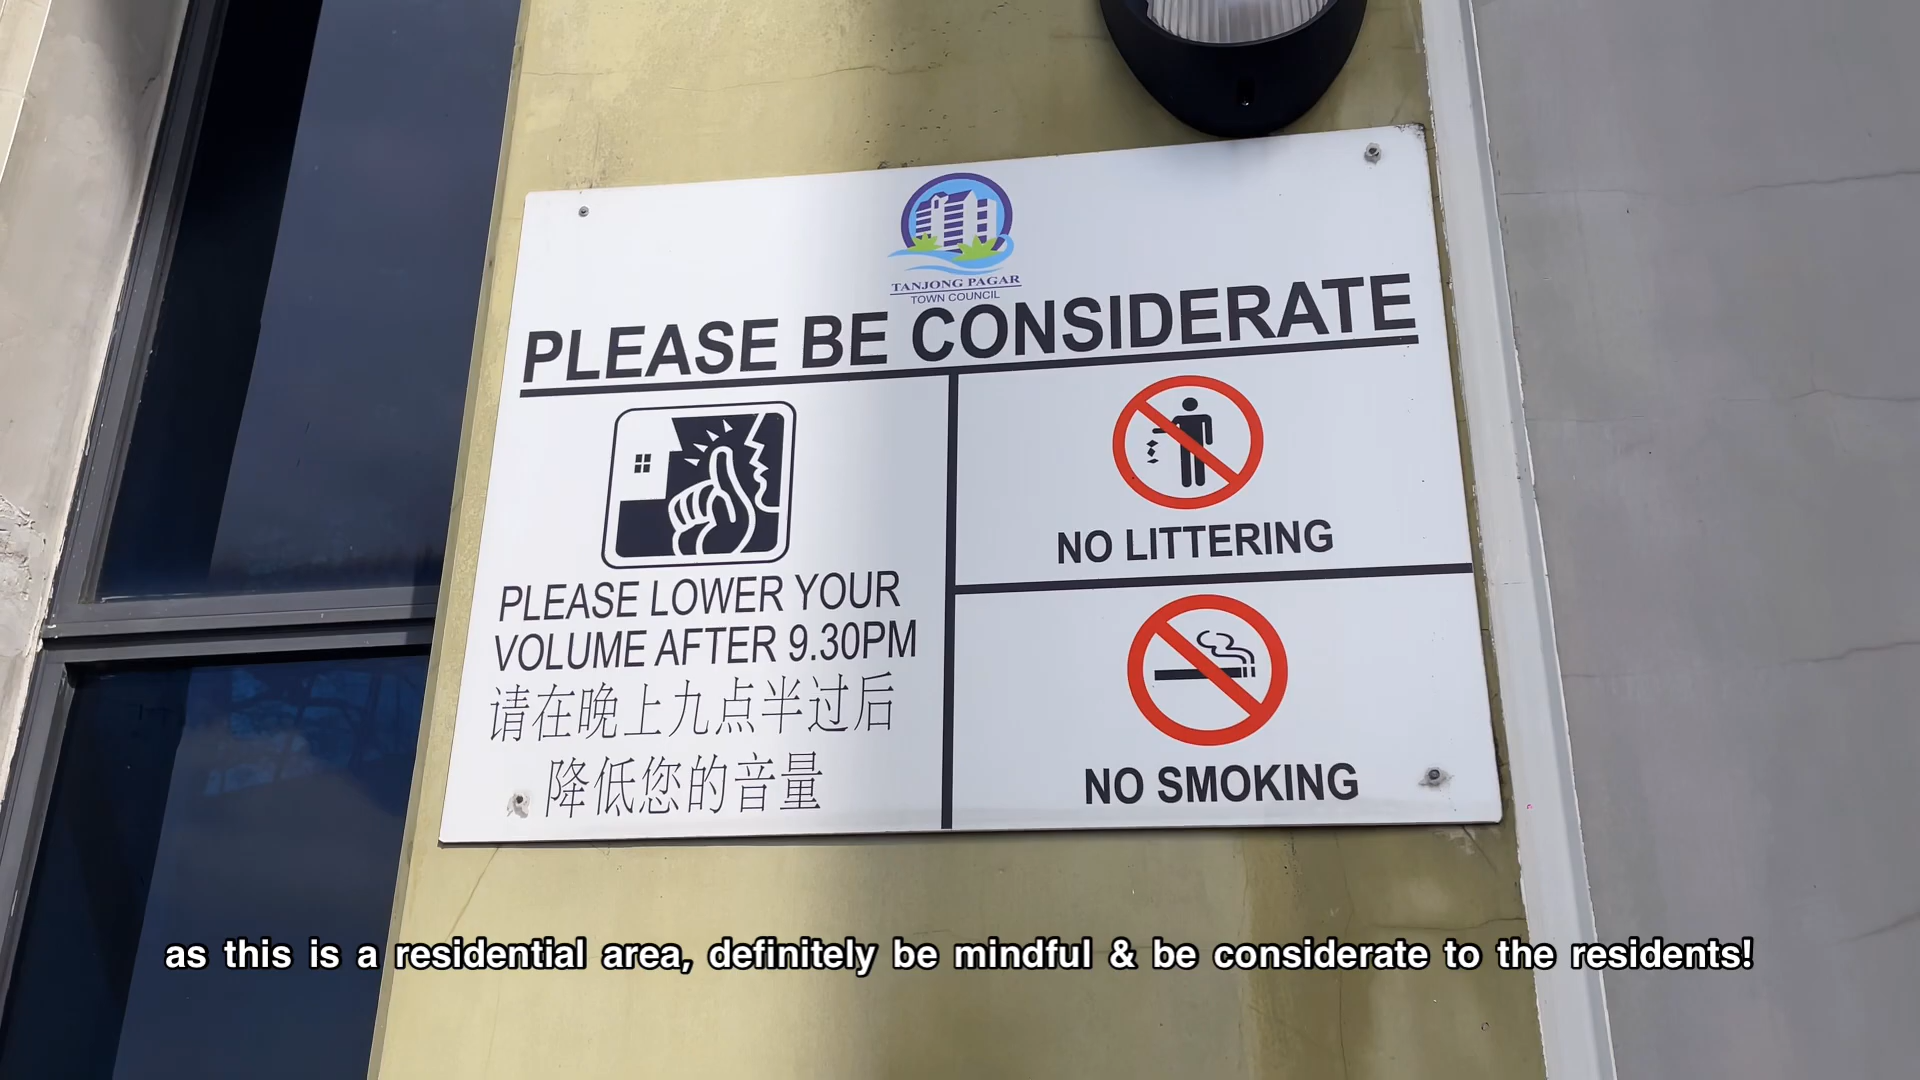 TANJONG PAGAR
TOWN COUNCIL
PLEASE BE CONSIDERATE
PLEASE LOWER YOUR
VOLUME AFTER 9.30PM
请在晚上九点半过后
降低您的音量
NO LITTERING
NO SMOKING
as this is a residential area, definitely be mindful & be considerate to the residents!